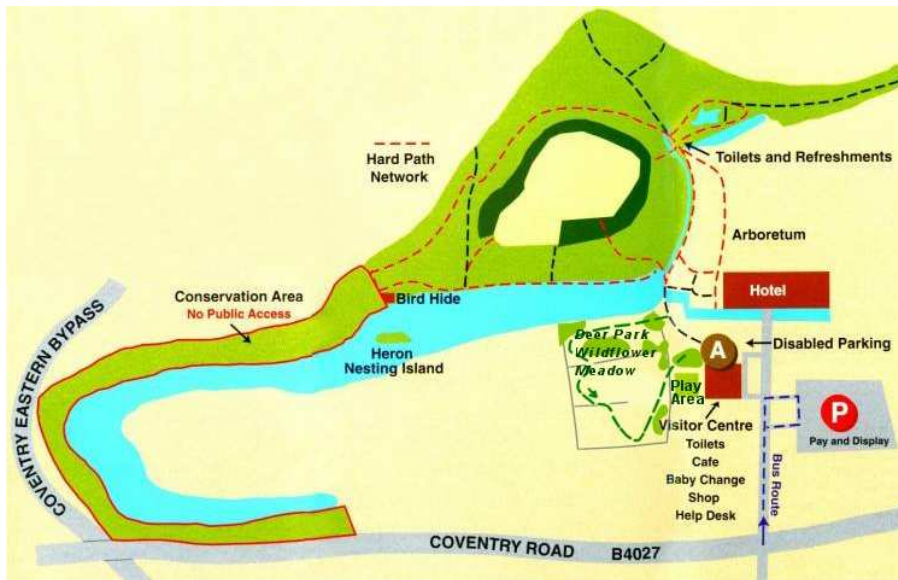 Hard Path
Network
Toilets and Refreshments
Arboretum
Hotel
Conservation Area
No Public Access
Bird Hide
Heron
Nesting Island
Deer Park
Wildflower
Meadow
A
Disabled Parking
Play
Area
Visitor Centre
Toilets
Cafe
Baby Change
Shop
Help Desk
P
Pay and Display
Bus Route
COVENTRY EASTERN BYPASS
COVENTRY ROAD B4027